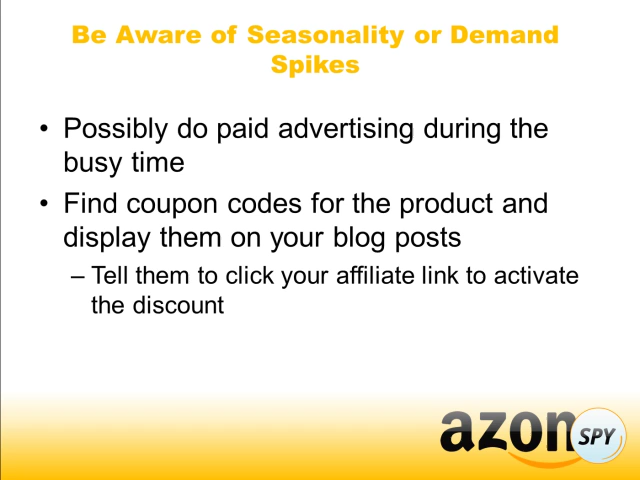 Be Aware of Seasonality or Demand
Spikes
• Possibly do paid advertising during the
busy time
• Find coupon codes for the product and
display them on your blog posts
– Tell them to click your affiliate link to activate
the discount
azon SPY